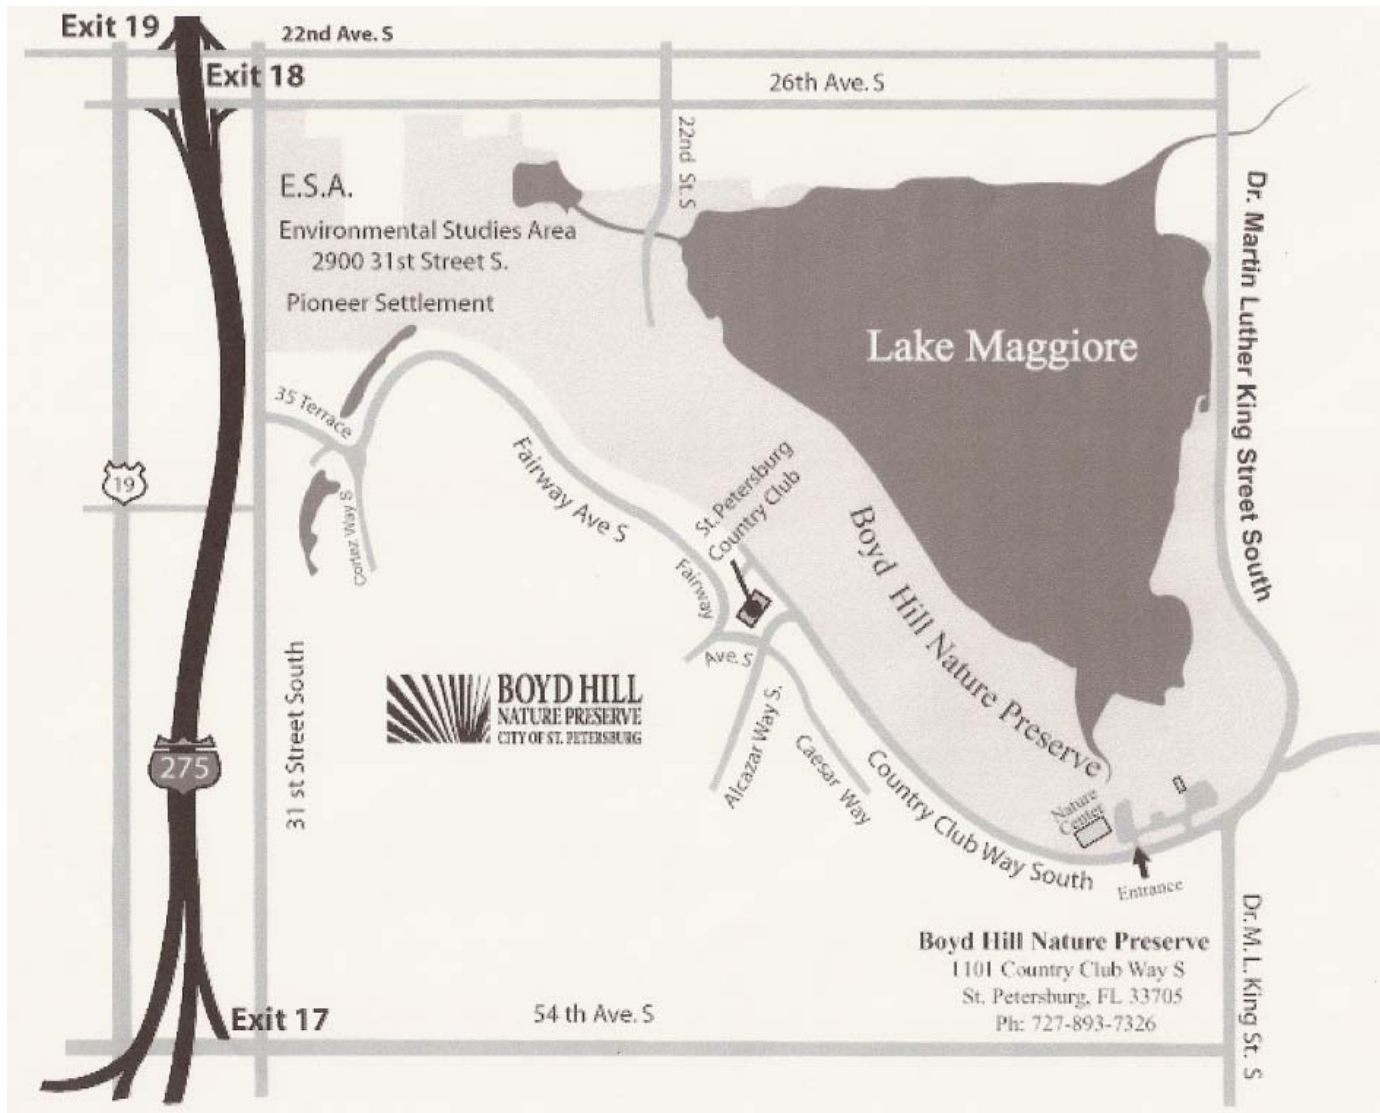 Exit 19
22nd Ave. S
Exit 18
26th Ave. S
22nd St. S
E.S.A.
Environmental Studies Area
2900 31st Street S.
Pioneer Settlement
Lake Maggiore
Dr. Martin Luther King Street South
35 Terrace
19
Cortez Way S
Fairway Ave S
St. Petersburg
Country Club
Boyd Hill Nature Preserve
Fairway
Ave. S
31 st Street South
BOYD HILL
NATURE PRESERVE
CITY OF ST. PETERSBURG
275
Alcazar Way S.
Caesar Way
Country Club Way South
Nature
Center
Entrance
Boyd Hill Nature Preserve
1101 Country Club Way S
St. Petersburg, FL 33705
Ph: 727-893-7326
Dr. M. L. King St. S
Exit 17
54 th Ave. S